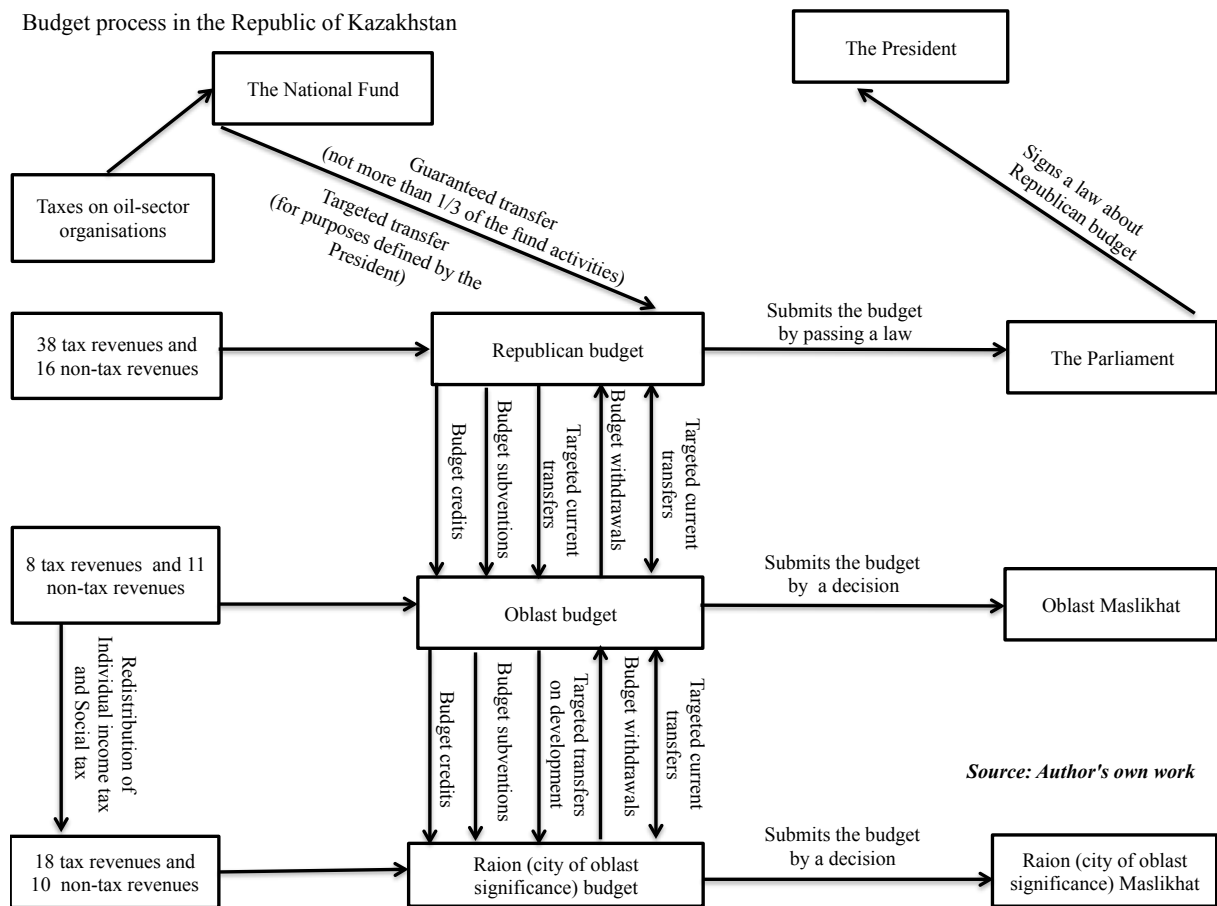 Budget process in the Republic of Kazakhstan
The President
The National Fund
Taxes on oil-sector
organisations
Guaranteed transfer
(not more than 1/3 of the fund activities)
Targeted transfer
(for purposes defined by the
President)
Signs a law about
Republican budget
38 tax revenues and
16 non-tax revenues
Republican budget
Submits the budget
by passing a law
The Parliament
Budget credits
Budget subventions
Targeted current
transfers
Budget withdrawals
Targeted current
transfers
8 tax revenues and 11
non-tax revenues
Oblast budget
Submits the budget
by a decision
Oblast Maslikhat
Redistribution of
Individual income tax
and Social tax
Budget credits
Budget subventions
Targeted transfers
on development
Budget withdrawals
Targeted current
transfers
Source: Author's own work
18 tax revenues and
10 non-tax revenues
Raion (city of oblast
significance) budget
Submits the budget
by a decision
Raion (city of oblast
significance) Maslikhat